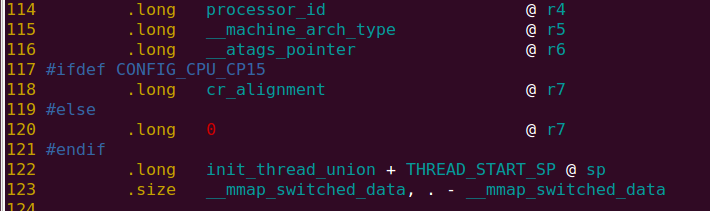 114         .long   processor_id                    @ r4
115         .long   __machine_arch_type             @ r5
116         .long   __atags_pointer                 @ r6
117 #ifdef CONFIG_CPU_CP15
118         .long   cr_alignment                    @ r7
119 #else
120         .long   0                               @ r7
121 #endif
122         .long   init_thread_union + THREAD_START_SP @ sp
123         .size   __mmap_switched_data, . - __mmap_switched_data
124